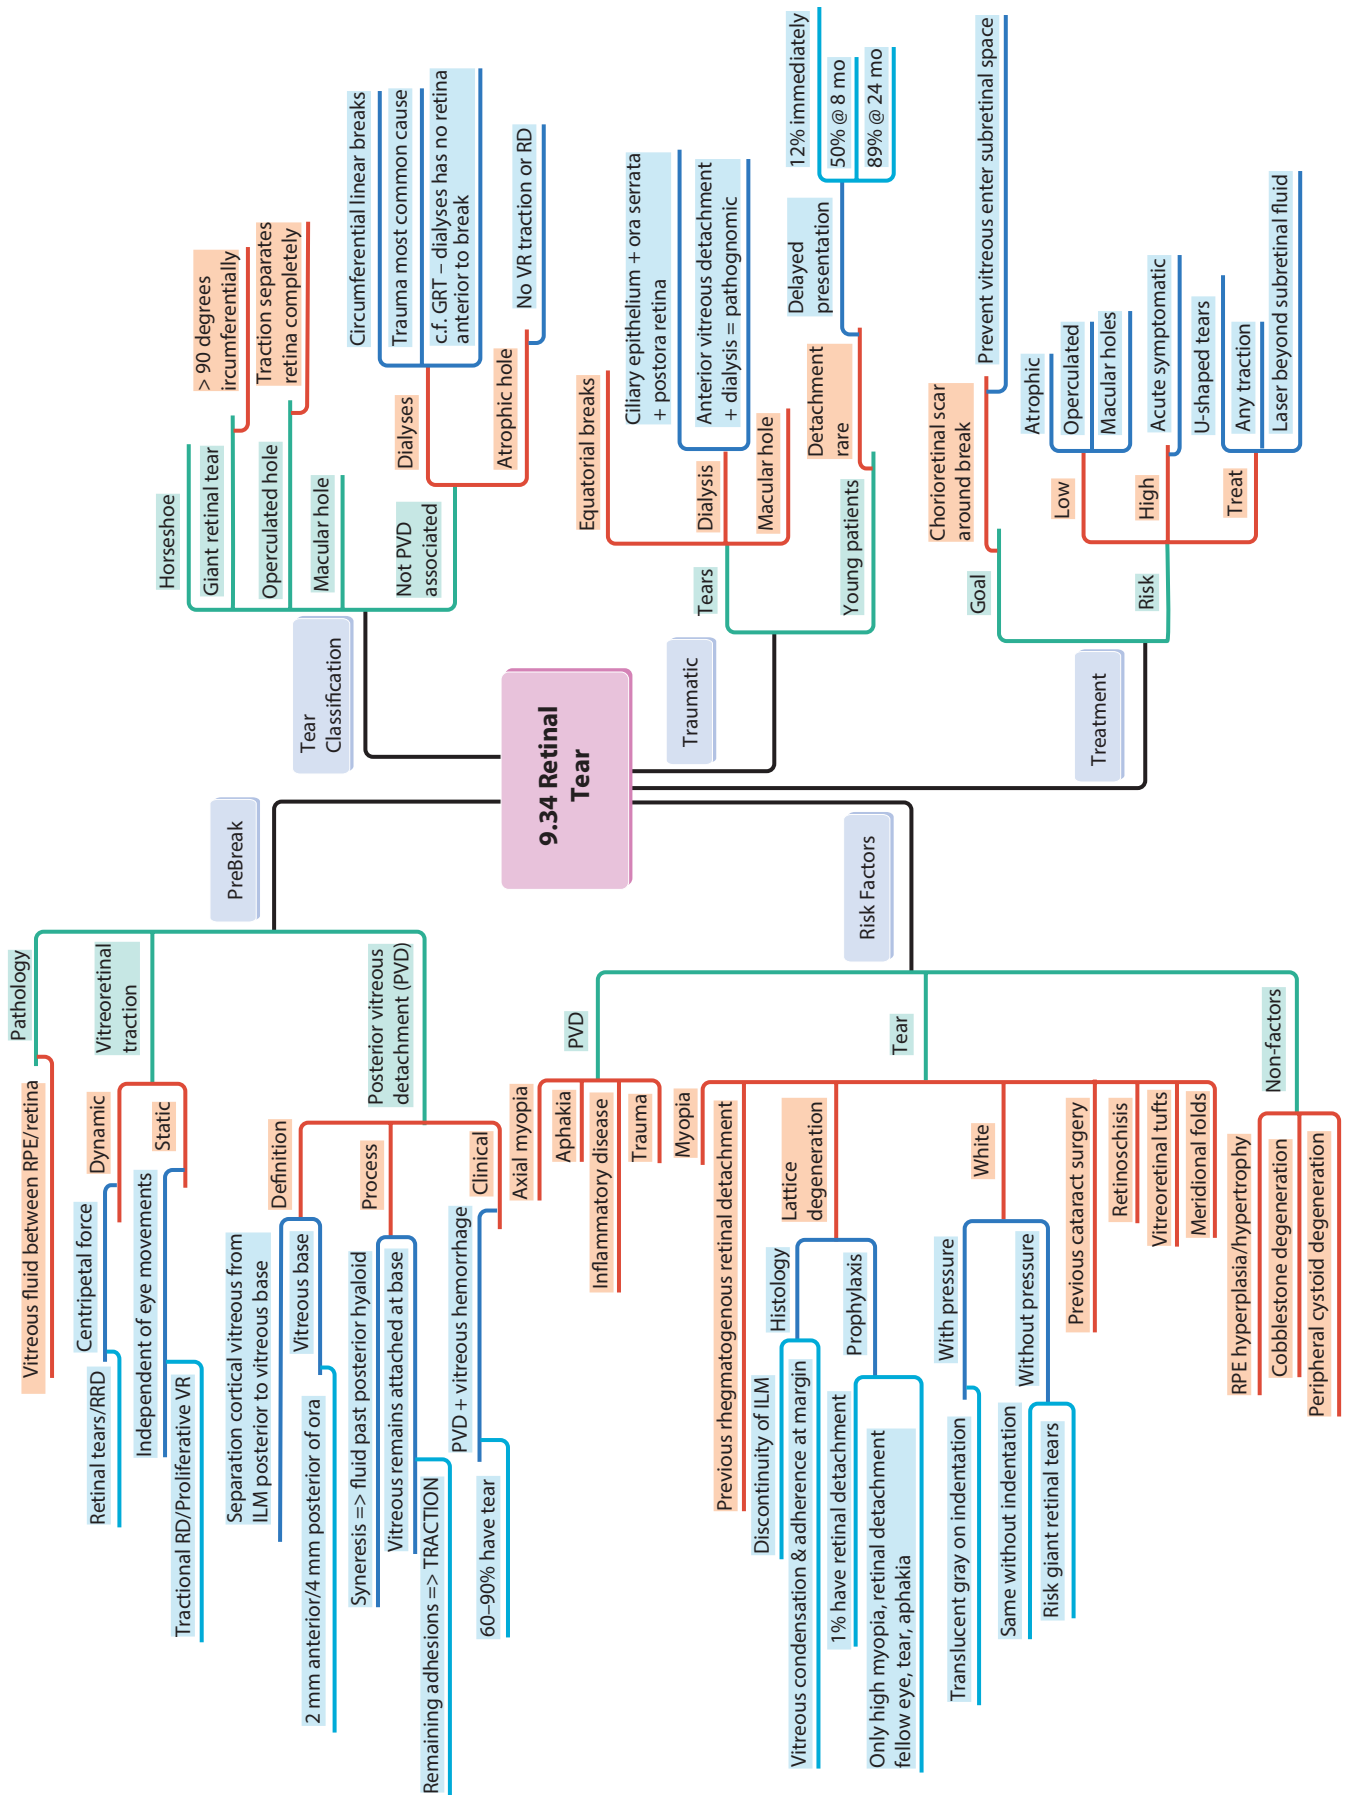 9.34 Retinal
Tear
PreBreak
Pathology
Vitreous fluid between RPE/retina
Vitreoretinal
traction
Dynamic
Centripetal force
Retinal tears/RRD
Static
Independent of eye movements
Tractional RD/Proliferative VR
Posterior vitreous
detachment (PVD)
Definition
Separation cortical vitreous from
ILM posterior to vitreous base
Vitreous base
2 mm anterior/4 mm posterior of ora
Process
Syneresis => fluid past posterior hyaloid
Vitreous remains attached at base
Remaining adhesions => TRACTION
Clinical
PVD + vitreous hemorrhage
60–90% have tear
Risk Factors
PVD
Axial myopia
Aphakia
Inflammatory disease
Trauma
Tear
Myopia
Previous rhegmatogenous retinal detachment
Lattice
degeneration
Histology
Discontinuity of ILM
Vitreous condensation & adherence at margin
Prophylaxis
1% have retinal detachment
Only high myopia, retinal detachment
fellow eye, tear, aphakia
White
With pressure
Translucent gray on indentation
Without pressure
Same without indentation
Risk giant retinal tears
Previous cataract surgery
Retinoschisis
Vitreoretinal tufts
Meridional folds
Non-factors
RPE hyperplasia/hypertrophy
Cobblestone degeneration
Peripheral cystoid degeneration
Tear
Classification
Horseshoe
Giant retinal tear
> 90 degrees
ircumferentially
Operculated hole
Traction separates
retina completely
Macular hole
Not PVD
associated
Dialyses
Circumferential linear breaks
Trauma most common cause
c.f. GRT – dialyses has no retina
anterior to break
Atrophic hole
No VR traction or RD
Traumatic
Tears
Equatorial breaks
Dialysis
Ciliary epithelium + ora serrata
+ postora retina
Anterior vitreous detachment
+ dialysis = pathognomic
Macular hole
Young patients
Detachment
rare
Delayed
presentation
12% immediately
50% @ 8 mo
89% @ 24 mo
Treatment
Goal
Chorioretinal scar
around break
Prevent vitreous enter subretinal space
Risk
Low
Atrophic
Operculated
Macular holes
High
Acute symptomatic
Treat
U-shaped tears
Any traction
Laser beyond subretinal fluid